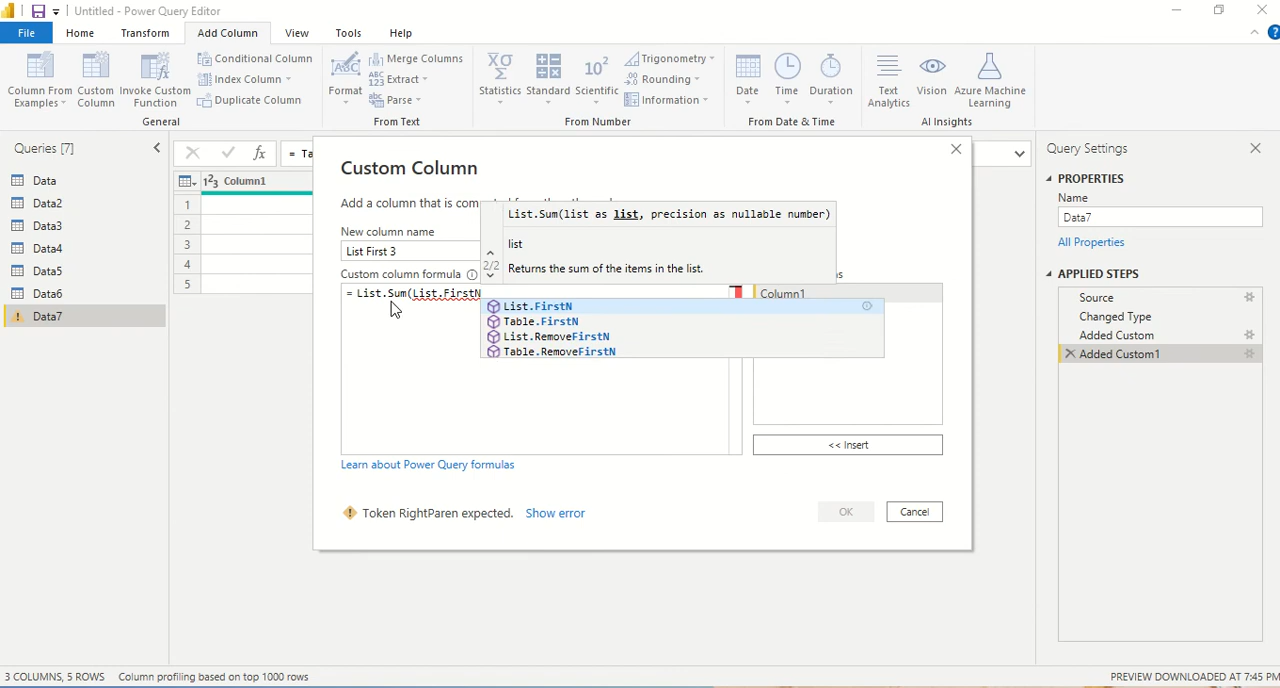 Untitled - Power Query Editor
File Home Transform Add Column View Tools Help
Column From Examples
Custom Column
Invoke Custom Function
Conditional Column
Index Column
Duplicate Column
General
Format
Merge Columns
Extract
Parse
From Text
Statistics
Standard
Scientific
Trigonometry
Rounding
Information
From Number
Date
Time
Duration
From Date & Time
Text Analytics
Vision
Azure Machine Learning
AI Insights
Queries [7]
Data
Data2
Data3
Data4
Data5
Data6
Data7
fx = Ta
Column1
1
2
3
4
5
Custom Column
New column name
List First 3
Custom column formula
= List.Sum(List.FirstN
List.Sum(list as list, precision as nullable number)
list
2/2
Returns the sum of the items in the list.
List.FirstN
Table.FirstN
List.RemoveFirstN
Table.RemoveFirstN
Column1
<< Insert
Learn about Power Query formulas
Token RightParen expected. Show error
OK
Cancel
Query Settings
PROPERTIES
Name
Data7
All Properties
APPLIED STEPS
Source
Changed Type
Added Custom
Added Custom1
3 COLUMNS, 5 ROWS Column profiling based on top 1000 rows
PREVIEW DOWNLOADED AT 7:45 PM